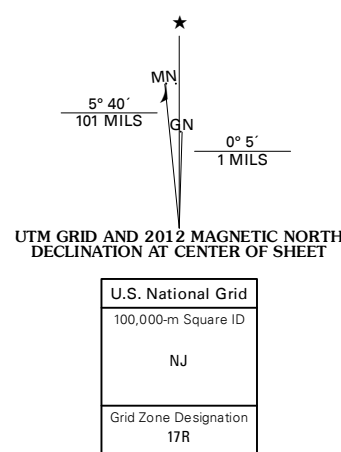 ★
MN
5° 40´
101 MILS
GN
0° 5´
1 MILS
UTM GRID AND 2012 MAGNETIC NORTH
DECLINATION AT CENTER OF SHEET
U.S. National Grid
100,000-m Square ID
NJ
Grid Zone Designation
17R